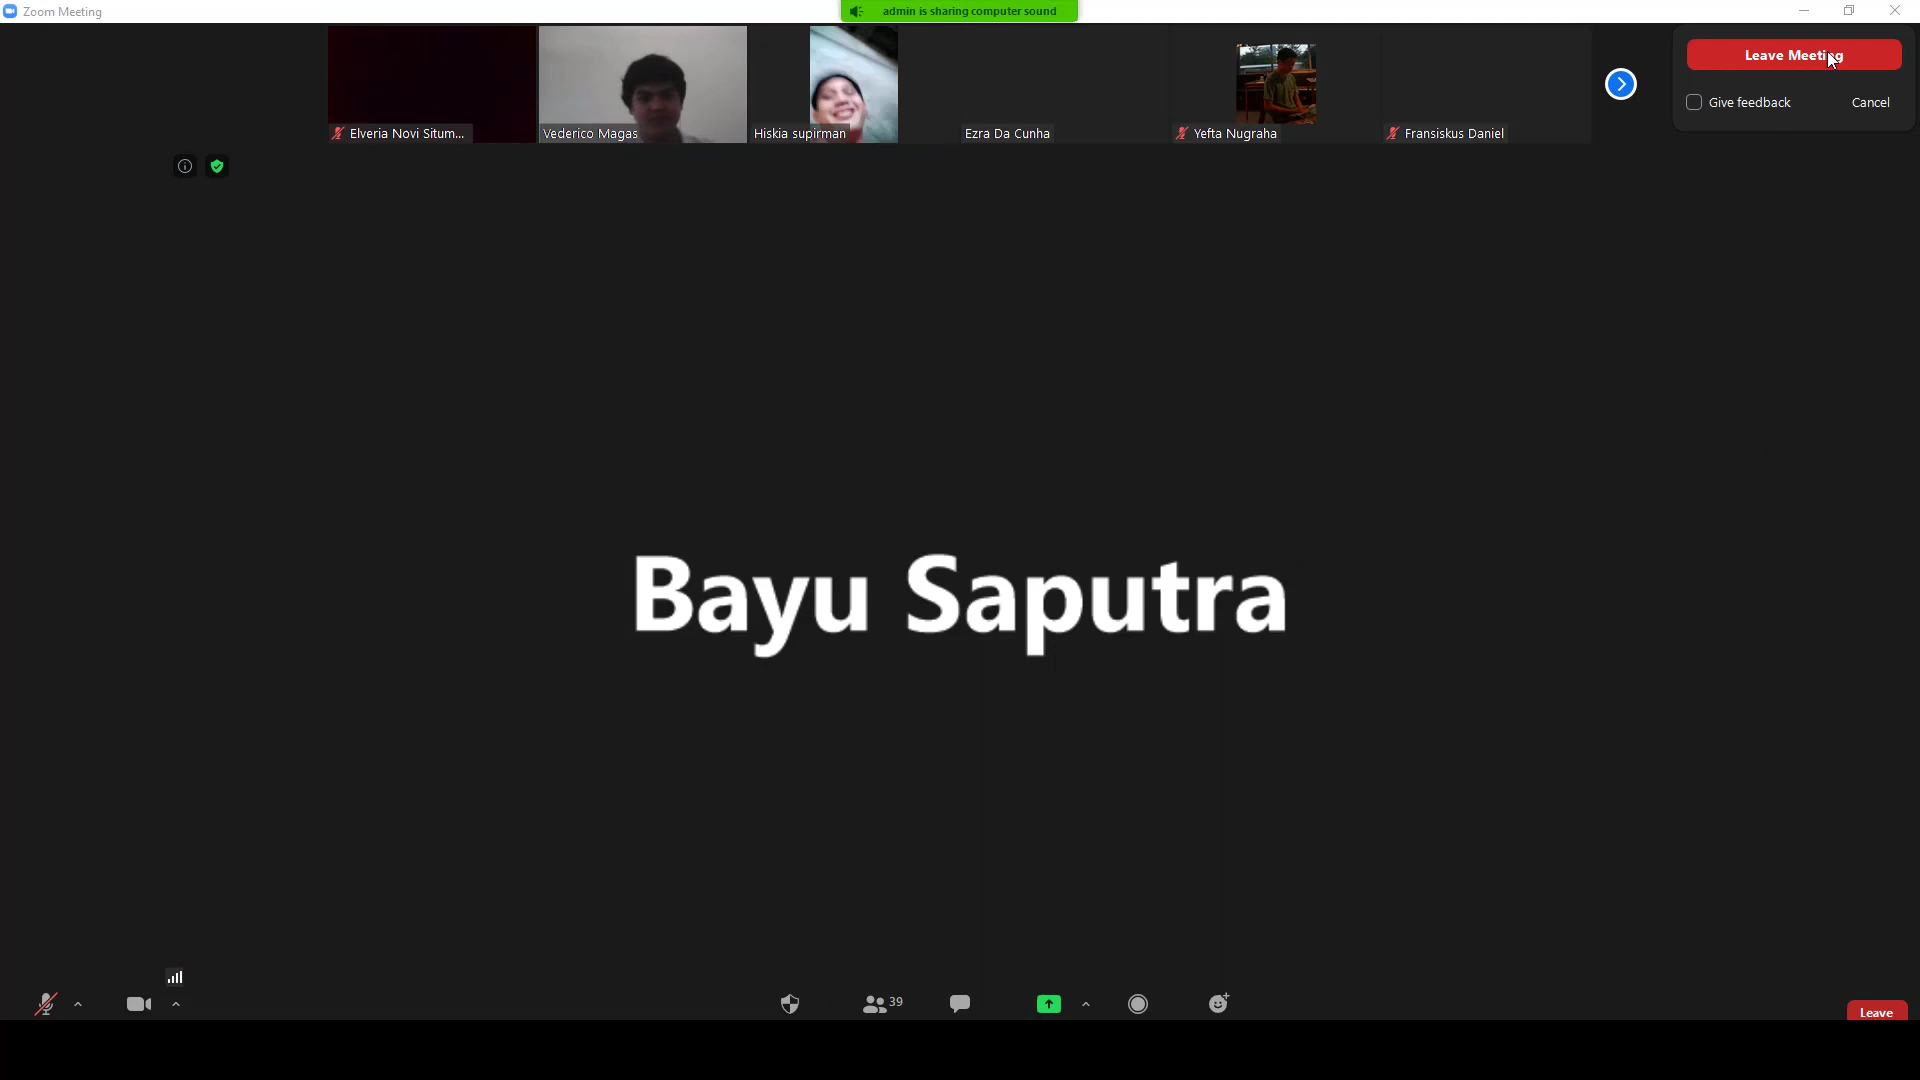 Zoom Meeting
admin is sharing computer sound
Leave Meeting
Give feedback
Cancel
Elveria Novi Situm...
Vederico Magas
Hiskia supirman
Ezra Da Cunha
Yefta Nugraha
Fransiskus Daniel
Bayu Saputra
39
Leave